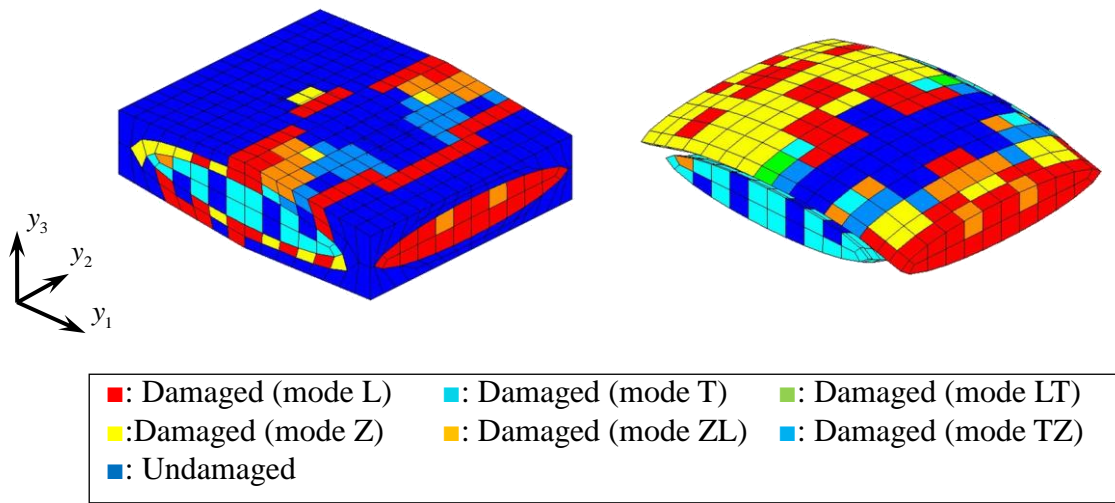 y3
y2
y1
■: Damaged (mode L) ■: Damaged (mode T) ■: Damaged (mode LT)
■:Damaged (mode Z) ■: Damaged (mode ZL) ■: Damaged (mode TZ)
■: Undamaged